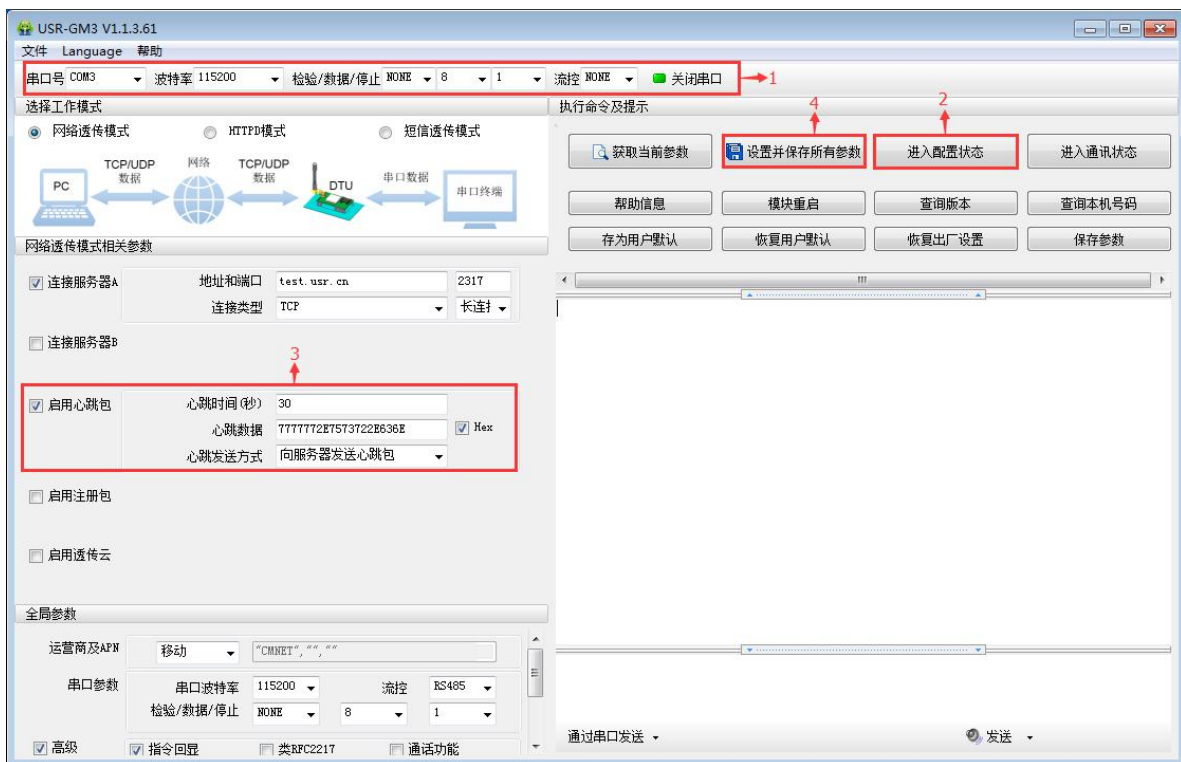 USR-GM3 V1.1.3.61
文件 Language 帮助
串口号 COM3 波特率 115200 检验/数据/停止 NONE 8 1 流控 NONE 关闭串口 1
选择工作模式
网络透传模式 HTTPD模式 短信透传模式
PC TCP/UDP 数据 网络 TCP/UDP 数据 DTU 串口数据 串口终端
网络透传模式相关参数
连接服务器A 地址和端口 test.usr.cn 2317
连接类型 TCP 长连接
连接服务器B
3
启用心跳包 心跳时间(秒) 30
心跳数据 7777772E7573722E636E Hex
心跳发送方式 向服务器发送心跳包
启用注册包
启用透传云
全局参数
运营商及APN 移动 "CMNET","",""
串口参数 串口波特率 115200 流控 RS485
检验/数据/停止 NONE 8 1
高级 指令回显 类RFC2217 通话功能
执行命令及提示
4 2
获取当前参数 设置并保存所有参数 进入配置状态 进入通讯状态
帮助信息 模块重启 查询版本 查询本机号码
存为用户默认 恢复用户默认 恢复出厂设置 保存参数
通过串口发送 发送